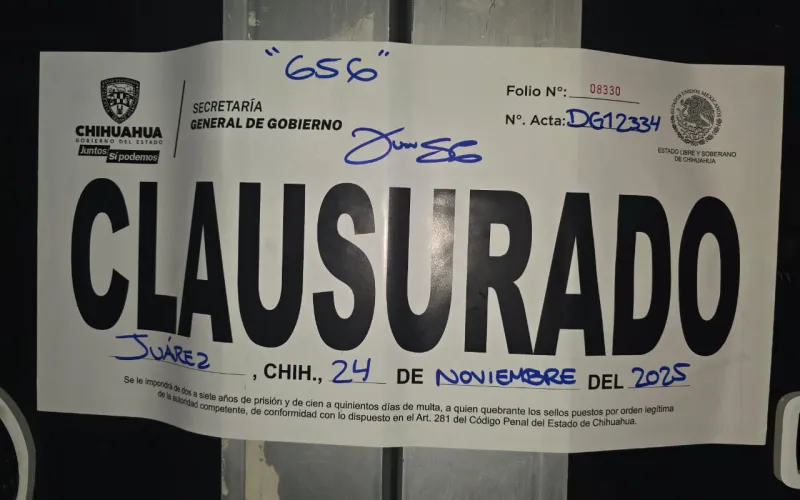 "656"
CHIHUAHUA
GOBIERNO DEL ESTADO
Juntos Sí podemos
SECRETARÍA
GENERAL DE GOBIERNO
Folio N°: 08330
N°. Acta: DG12334
ESTADOS UNIDOS MEXICANOS
ESTADO LIBRE Y SOBERANO
DE CHIHUAHUA
CLAUSURADO
JUÁREZ, CHIH., 24 DE NOVIEMBRE DEL 2025
Se le impondrá de dos a siete años de prisión y de cien a quinientos días de multa, a quien quebrante los sellos puestos por orden legítima
de la autoridad competente, de conformidad con lo dispuesto en el Art. 281 del Código Penal del Estado de Chihuahua.